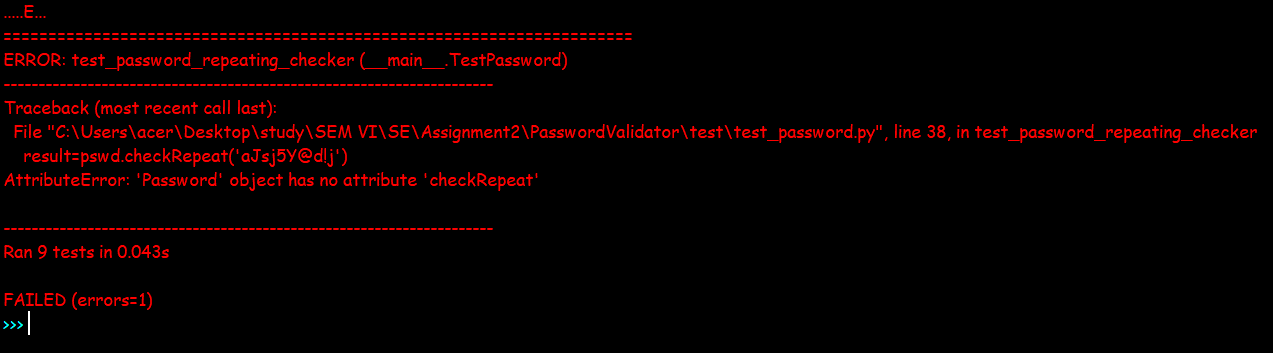 .....E...
======================================================================
ERROR: test_password_repeating_checker (__main__.TestPassword)
----------------------------------------------------------------------
Traceback (most recent call last):
  File "C:\Users\acer\Desktop\study\SEM VI\SE\Assignment2\PasswordValidator\test\test_password.py", line 38, in test_password_repeating_checker
    result=pswd.checkRepeat('aJsj5Y@d!j')
AttributeError: 'Password' object has no attribute 'checkRepeat'
----------------------------------------------------------------------
Ran 9 tests in 0.043s
FAILED (errors=1)
>>>